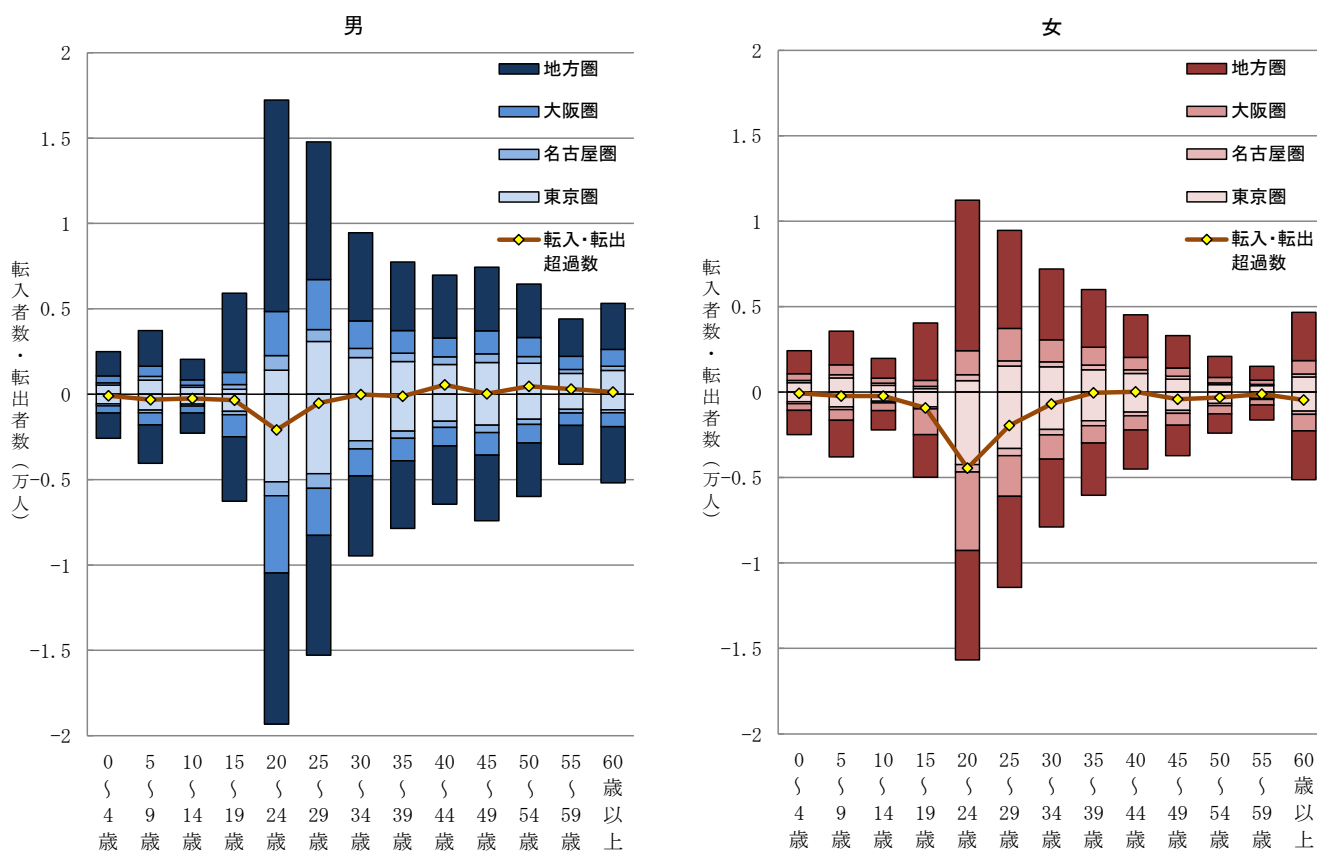 男
2
1.5
1
0.5
0
-0.5
-1
-1.5
-2
転入者数・転出者数（万人）
地方圏
大阪圏
名古屋圏
東京圏
転入・転出
超過数
0～4歳
5～9歳
10～14歳
15～19歳
20～24歳
25～29歳
30～34歳
35～39歳
40～44歳
45～49歳
50～54歳
55～59歳
60歳以上
女
2
1.5
1
0.5
0
-0.5
-1
-1.5
-2
転入者数・転出者数（万人）
地方圏
大阪圏
名古屋圏
東京圏
転入・転出
超過数
0～4歳
5～9歳
10～14歳
15～19歳
20～24歳
25～29歳
30～34歳
35～39歳
40～44歳
45～49歳
50～54歳
55～59歳
60歳以上